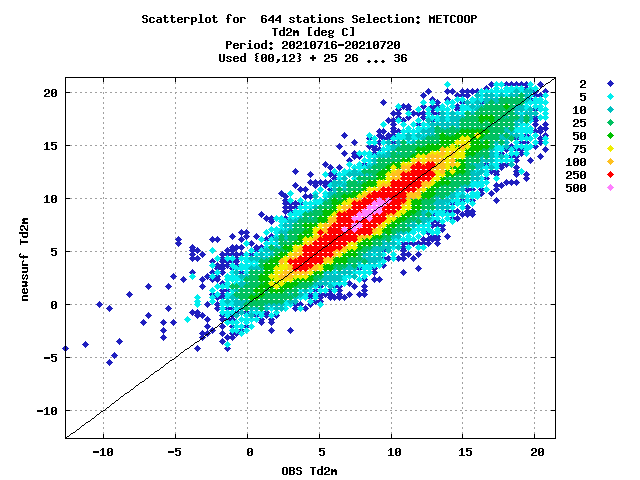 Scatterplot for  644 stations Selection: METCOOP
Td2m [deg C]
Period: 20210716-20210720
Used {00,12} + 25 26 ... 36
20
15
10
5
0
-5
-10
newsurf Td2m
-10 -5 0 5 10 15 20
OBS Td2m
2
5
10
25
50
75
100
250
500